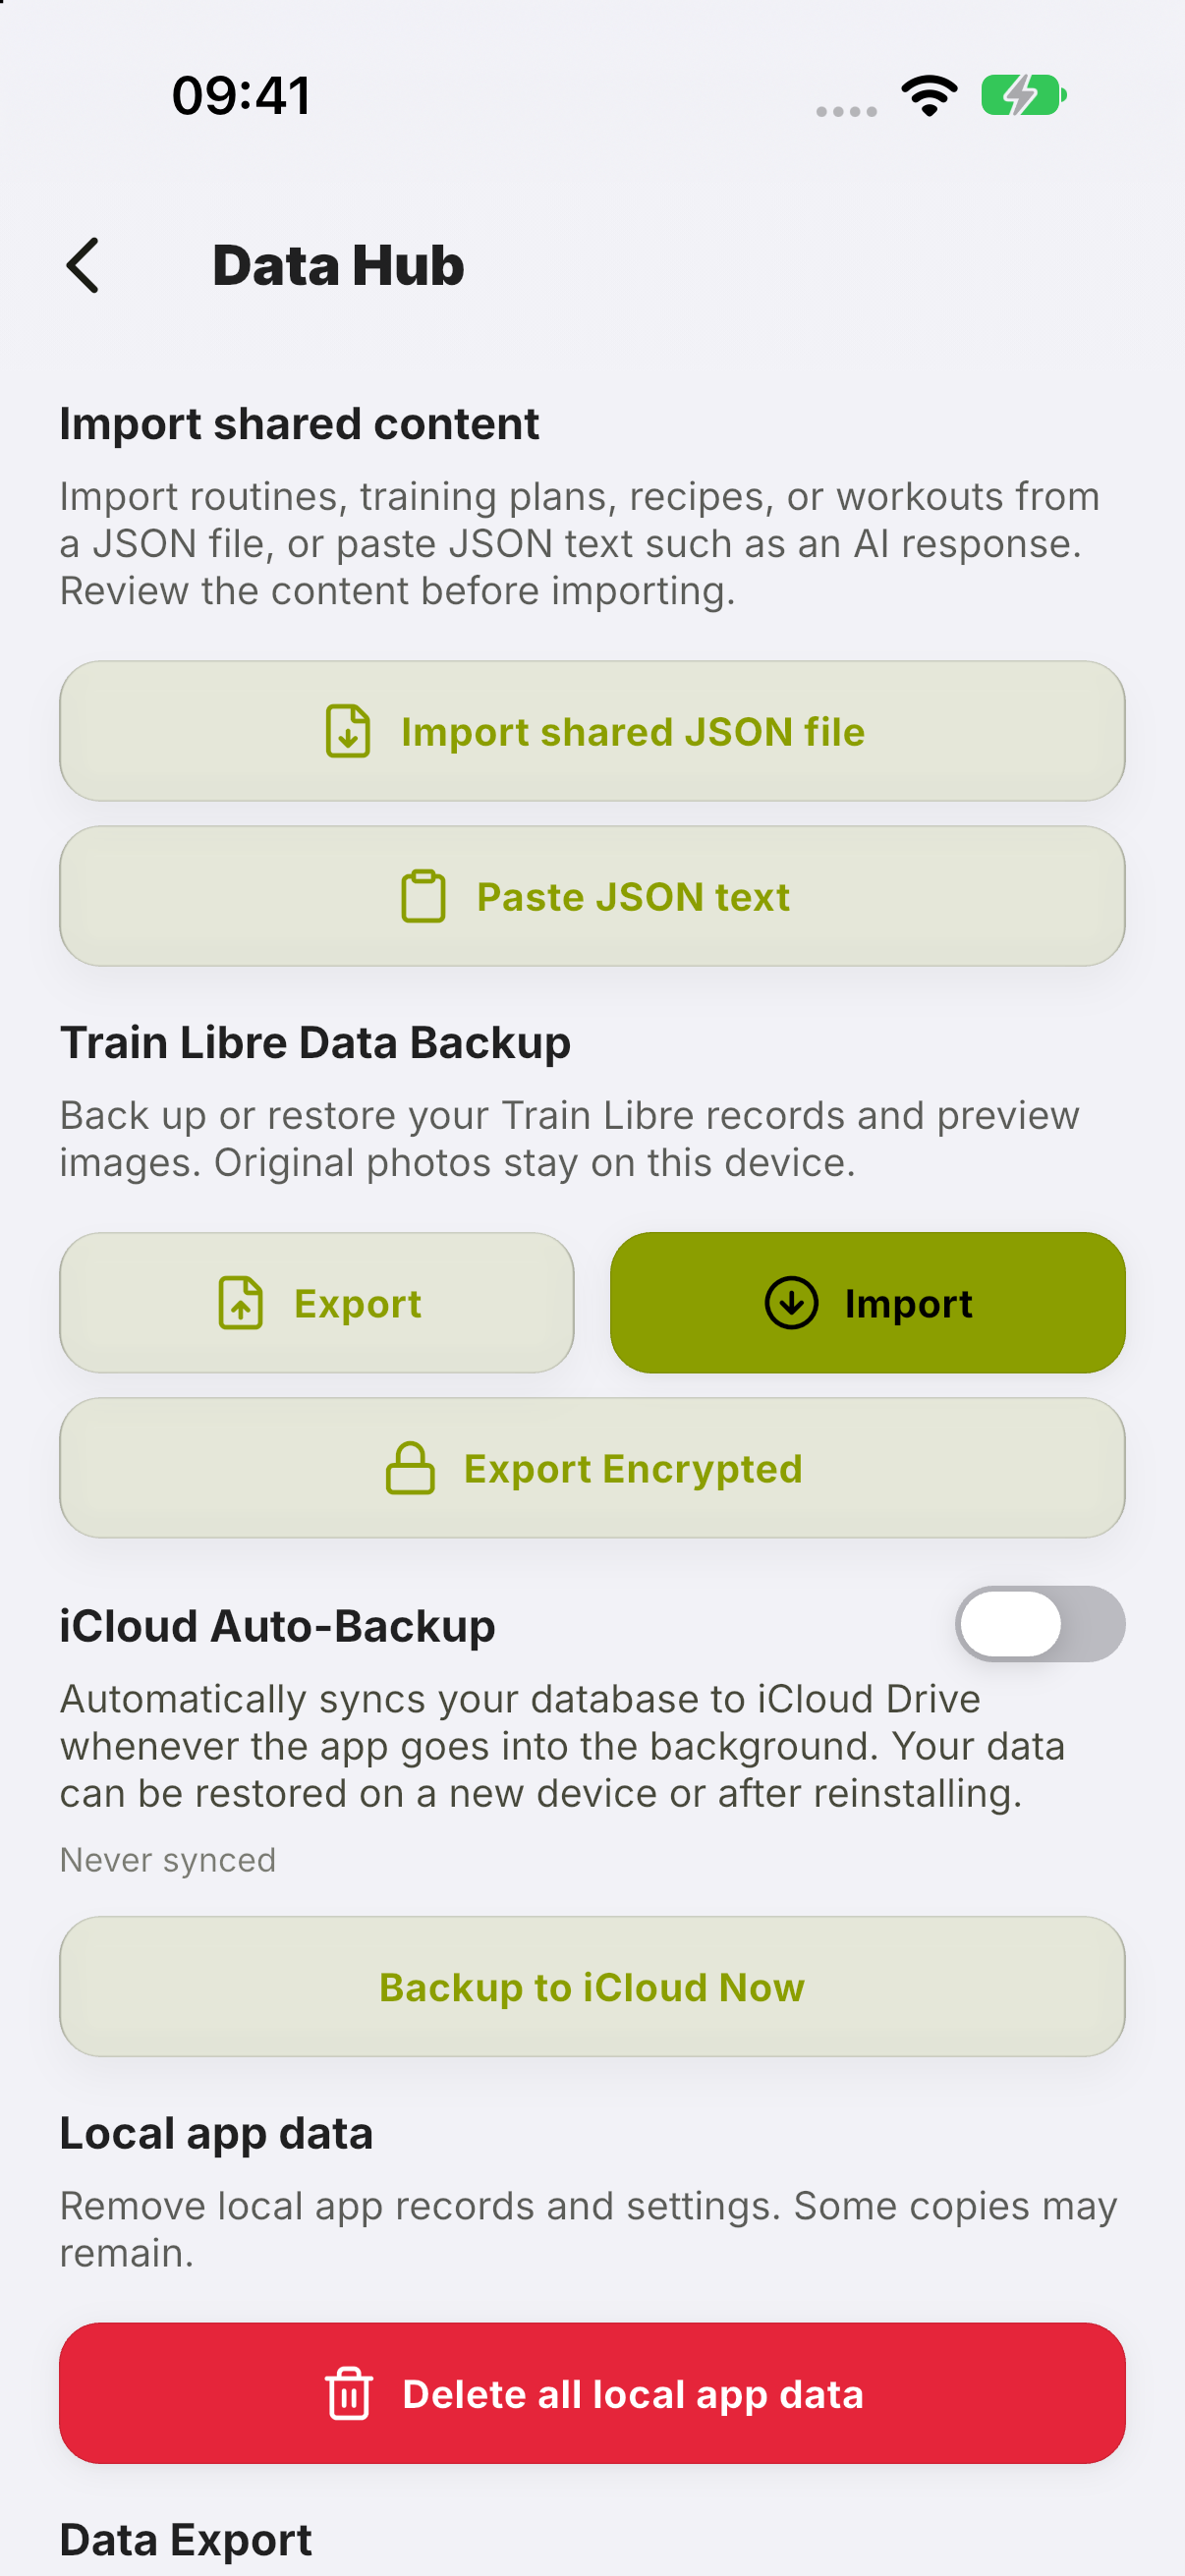 09:41
Data Hub
Import shared content
Import routines, training plans, recipes, or workouts from
a JSON file, or paste JSON text such as an AI response.
Review the content before importing.
Import shared JSON file
Paste JSON text
Train Libre Data Backup
Back up or restore your Train Libre records and preview
images. Original photos stay on this device.
Export
Import
Export Encrypted
iCloud Auto-Backup
Automatically syncs your database to iCloud Drive
whenever the app goes into the background. Your data
can be restored on a new device or after reinstalling.
Never synced
Backup to iCloud Now
Local app data
Remove local app records and settings. Some copies may
remain.
Delete all local app data
Data Export